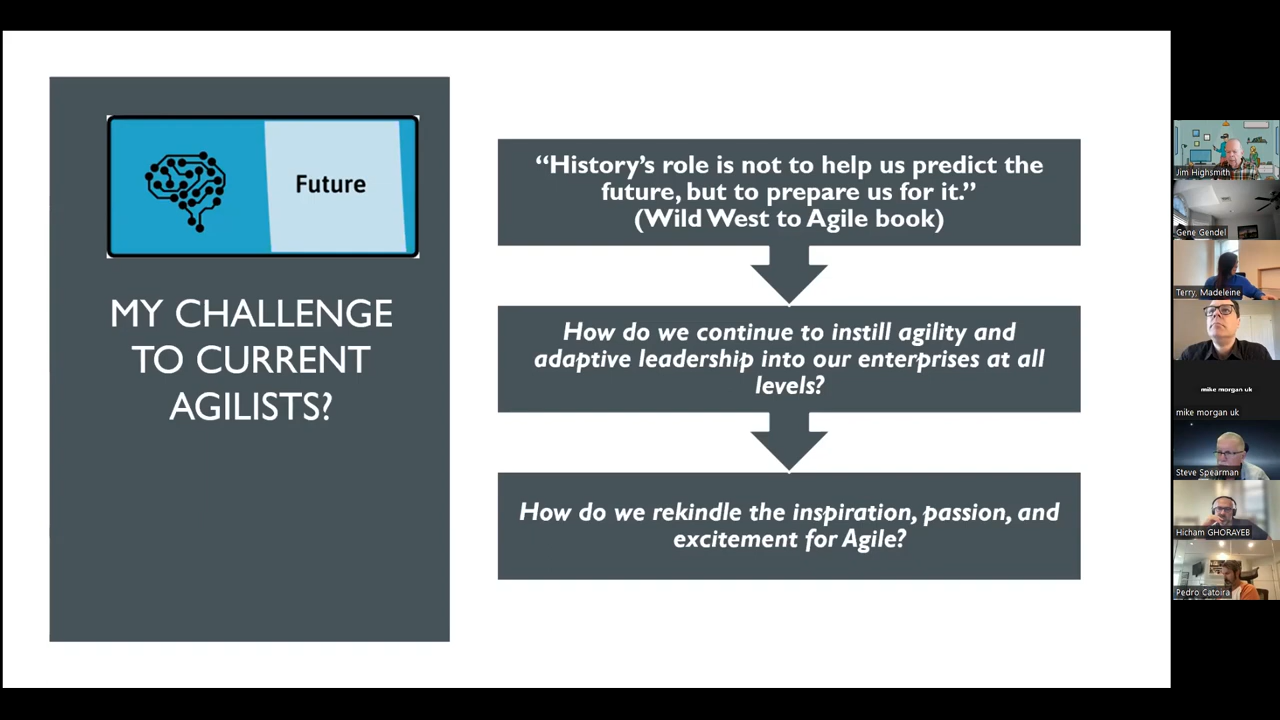 Future
MY CHALLENGE
TO CURRENT
AGILISTS?
“History’s role is not to help us predict the
future, but to prepare us for it.”
(Wild West to Agile book)
How do we continue to instill agility and
adaptive leadership into our enterprises at all
levels?
How do we rekindle the inspiration, passion, and
excitement for Agile?
Jim Highsmith
Gene Gendel
Terry, Madeleine
mike morgan uk
mike morgan uk
Steve Spearman
Hicham GHORAYEB
Pedro Catoira